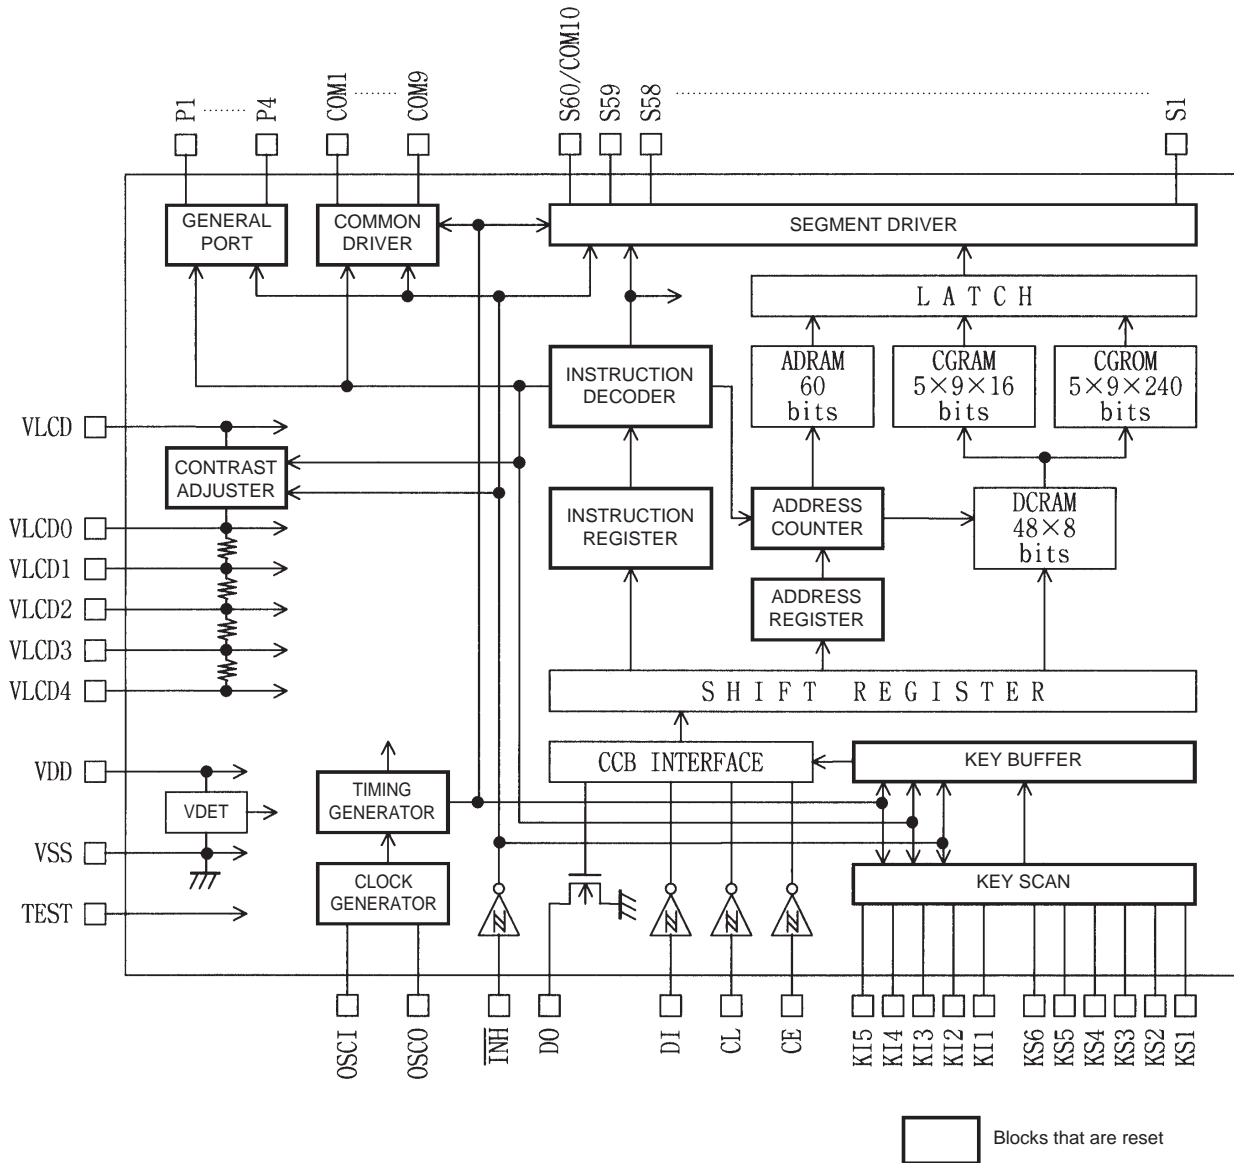 P1
P4
COM1
COM9
S60/COM10
S59
S58
S1
GENERAL
PORT
COMMON
DRIVER
SEGMENT DRIVER
LATCH
INSTRUCTION
DECODER
ADRAM
60
bits
CGRAM
5×9×16
bits
CGROM
5×9×240
bits
VLCD
CONTRAST
ADJUSTER
VLCD0
VLCD1
VLCD2
VLCD3
VLCD4
INSTRUCTION
REGISTER
ADDRESS
COUNTER
DCRAM
48×8
bits
ADDRESS
REGISTER
SHIFT REGISTER
VDD
VDET
VSS
TEST
TIMING
GENERATOR
CLOCK
GENERATOR
CCB INTERFACE
KEY BUFFER
KEY SCAN
OSCI
OSCO
INH
DO
DI
CL
CE
KI5
KI4
KI3
KI2
KI1
KS6
KS5
KS4
KS3
KS2
KS1
Blocks that are reset